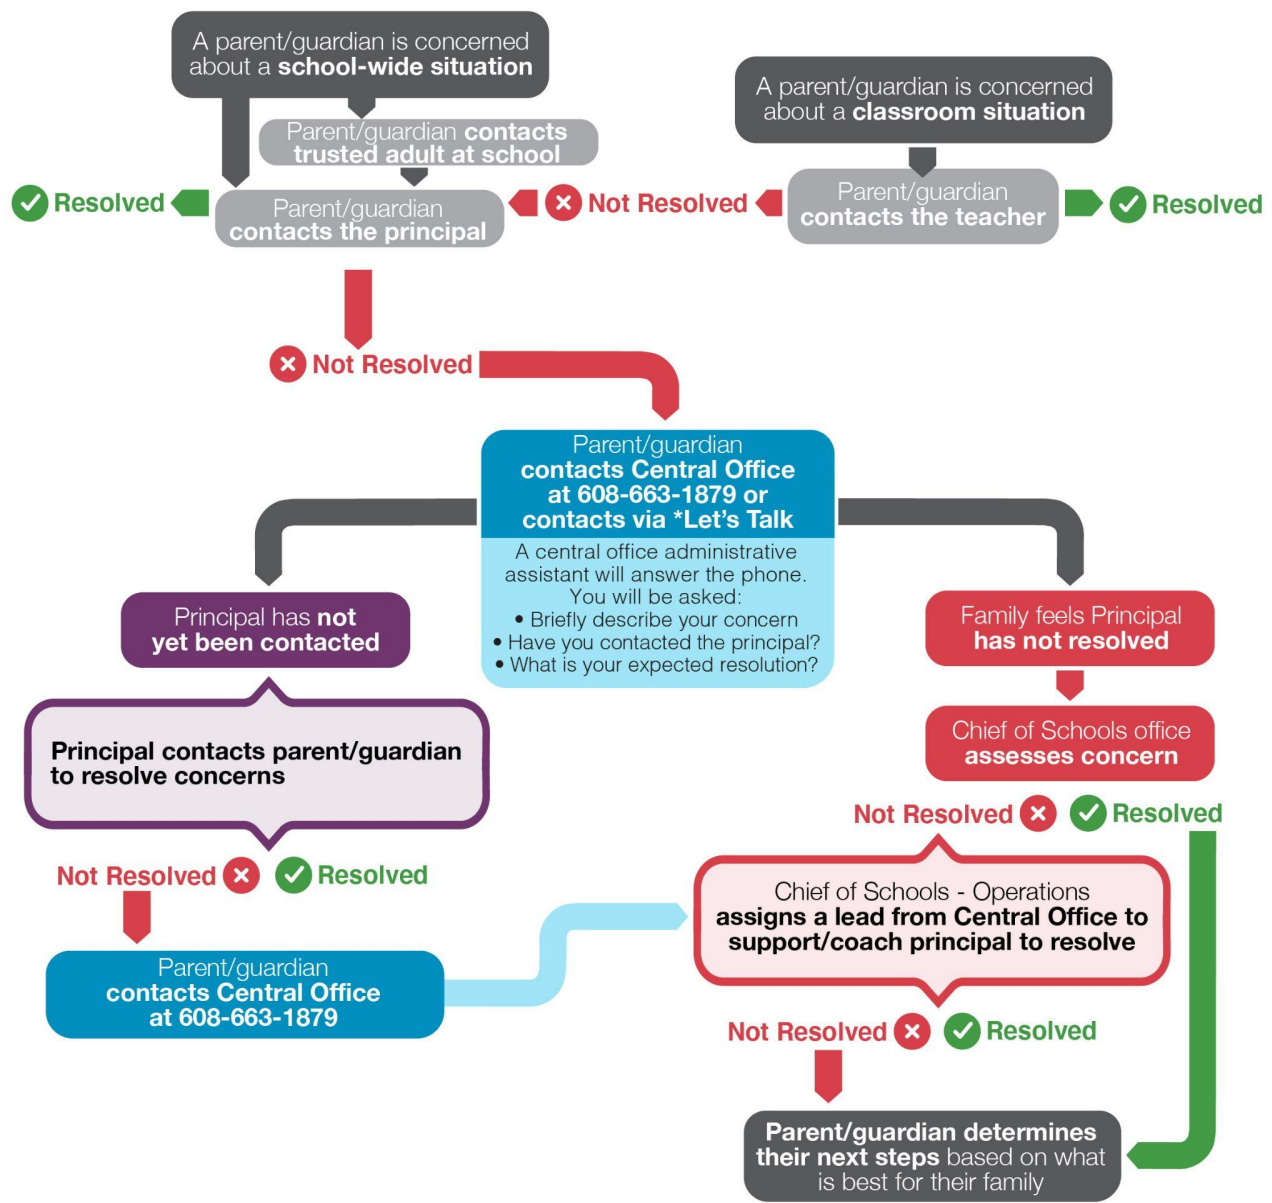 A parent/guardian is concerned
about a school-wide situation
A parent/guardian is concerned
about a classroom situation
Parent/guardian contacts
trusted adult at school
Resolved
Parent/guardian
contacts the principal
Not Resolved
Parent/guardian
contacts the teacher
Resolved
Not Resolved
Parent/guardian
contacts Central Office
at 608-663-1879 or
contacts via *Let's Talk
A central office administrative
assistant will answer the phone.
You will be asked:
• Briefly describe your concern
• Have you contacted the principal?
• What is your expected resolution?
Principal has not
yet been contacted
Family feels Principal
has not resolved
Principal contacts parent/guardian
to resolve concerns
Chief of Schools office
assesses concern
Not Resolved
Resolved
Not Resolved
Resolved
Chief of Schools - Operations
assigns a lead from Central Office to
support/coach principal to resolve
Parent/guardian
contacts Central Office
at 608-663-1879
Not Resolved
Resolved
Parent/guardian determines
their next steps based on what
is best for their family